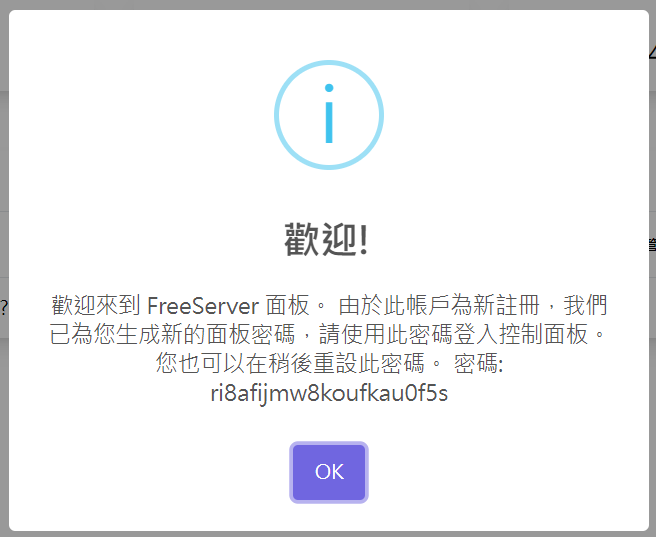 歡迎!
歡迎來到 FreeServer 面板。 由於此帳戶為新註冊，我們
已為您生成新的面板密碼，請使用此密碼登入控制面板。
您也可以在稍後重設此密碼。 密碼:
ri8afijmw8koufkau0f5s
OK
?